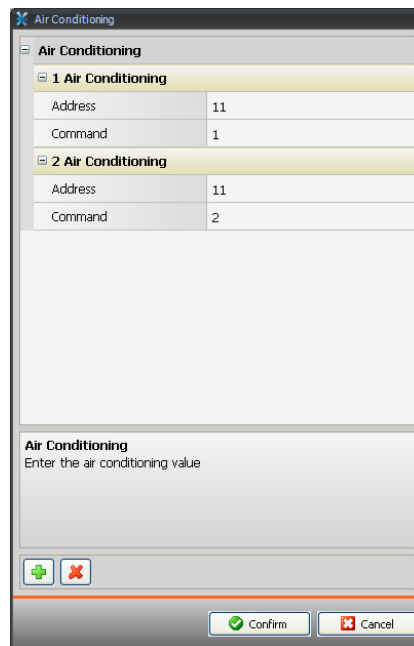 Air Conditioning
Air Conditioning
1 Air Conditioning
Address 11
Command 1
2 Air Conditioning
Address 11
Command 2
Air Conditioning
Enter the air conditioning value
Confirm Cancel